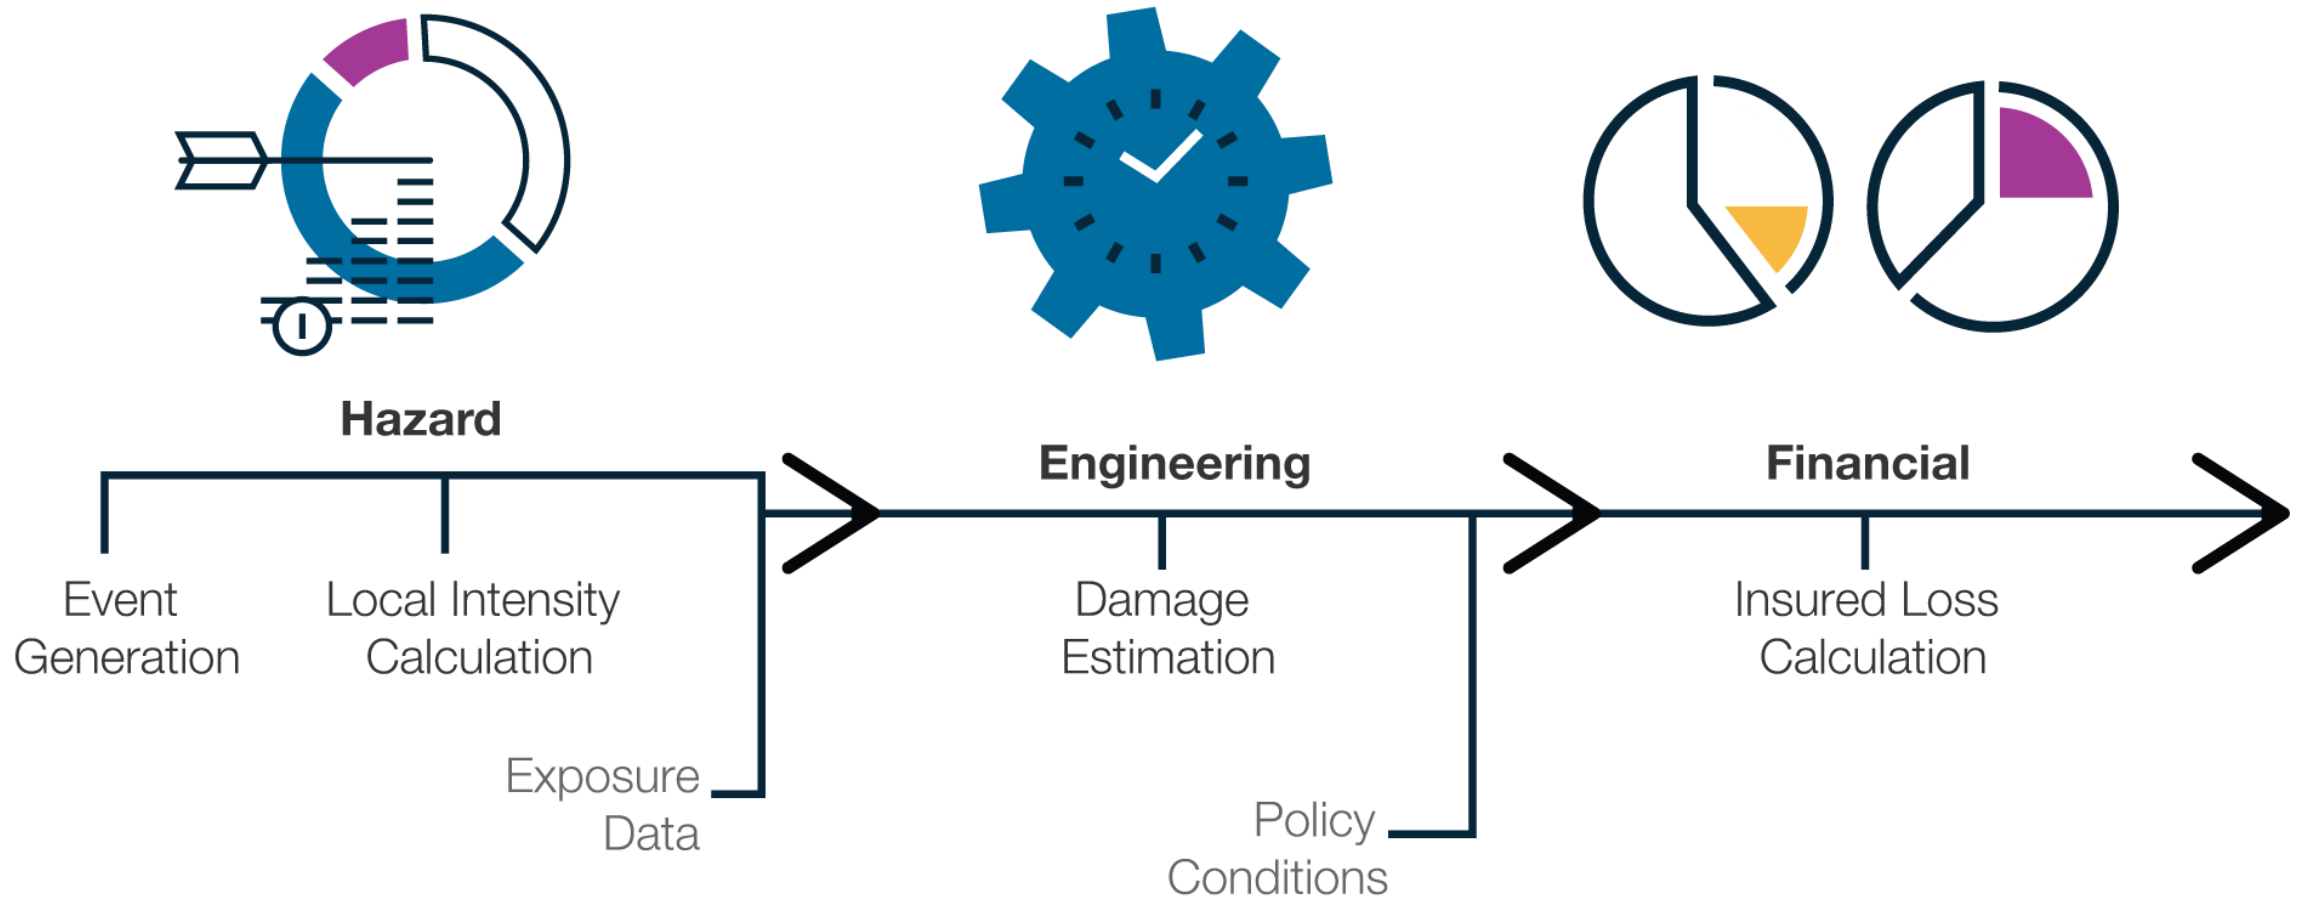 Hazard
Engineering
Financial
Event
Generation
Local Intensity
Calculation
Damage
Estimation
Insured Loss
Calculation
Exposure
Data
Policy
Conditions